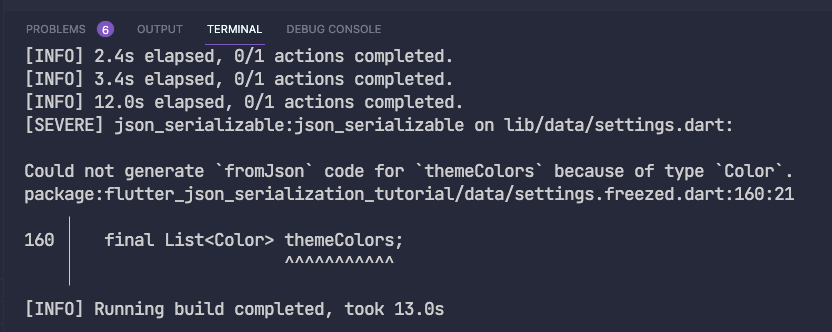 PROBLEMS 6 OUTPUT TERMINAL DEBUG CONSOLE
[INFO] 2.4s elapsed, 0/1 actions completed.
[INFO] 3.4s elapsed, 0/1 actions completed.
[INFO] 12.0s elapsed, 0/1 actions completed.
[SEVERE] json_serializable:json_serializable on lib/data/settings.dart:
Could not generate `fromJson` code for `themeColors` because of type `Color`.
package:flutter_json_serialization_tutorial/data/settings.freezed.dart:160:21
160 │ final List<Color> themeColors;
^^^^^^^^^^^
[INFO] Running build completed, took 13.0s